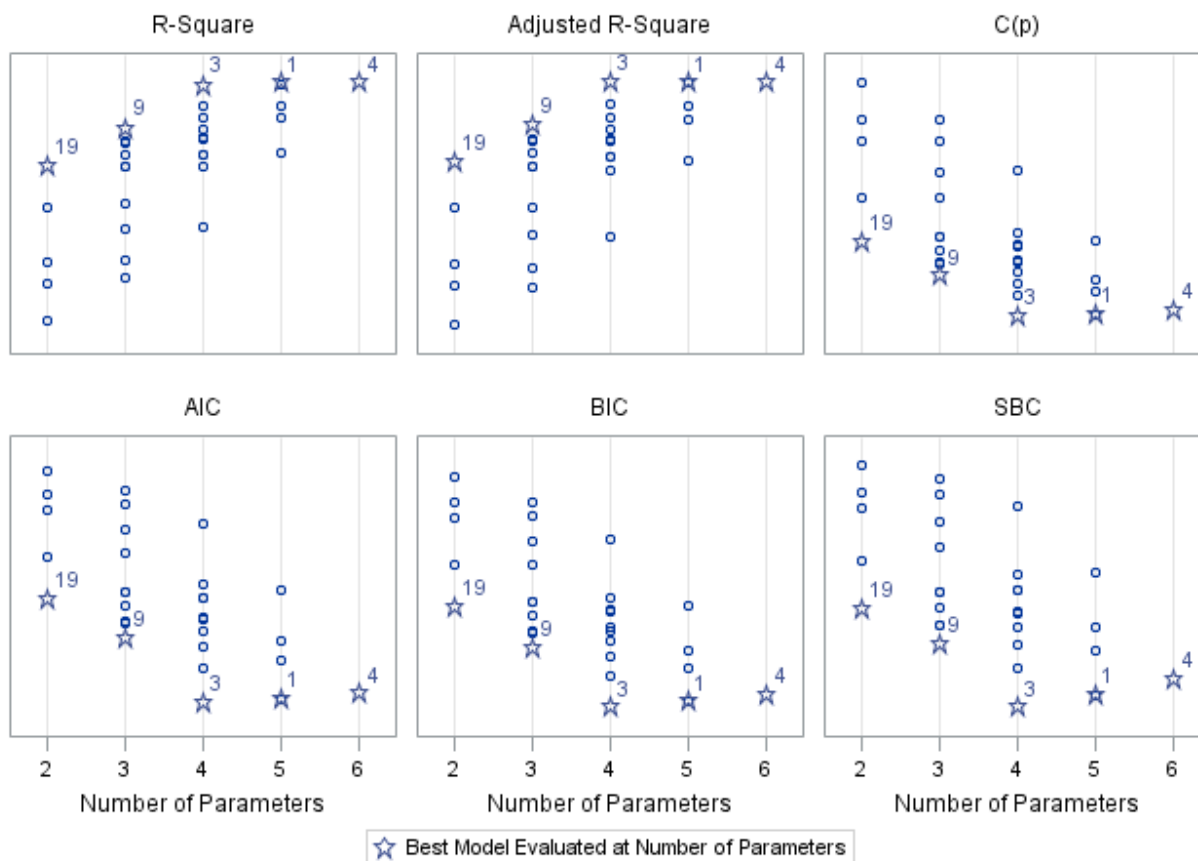 R-Square
Adjusted R-Square
C(p)
19
9
3
1
4
19
9
3
1
4
19
9
3
1
4
AIC
BIC
SBC
19
9
3
1
4
19
9
3
1
4
19
9
3
1
4
2 3 4 5 6
2 3 4 5 6
2 3 4 5 6
Number of Parameters
Number of Parameters
Number of Parameters
Best Model Evaluated at Number of Parameters